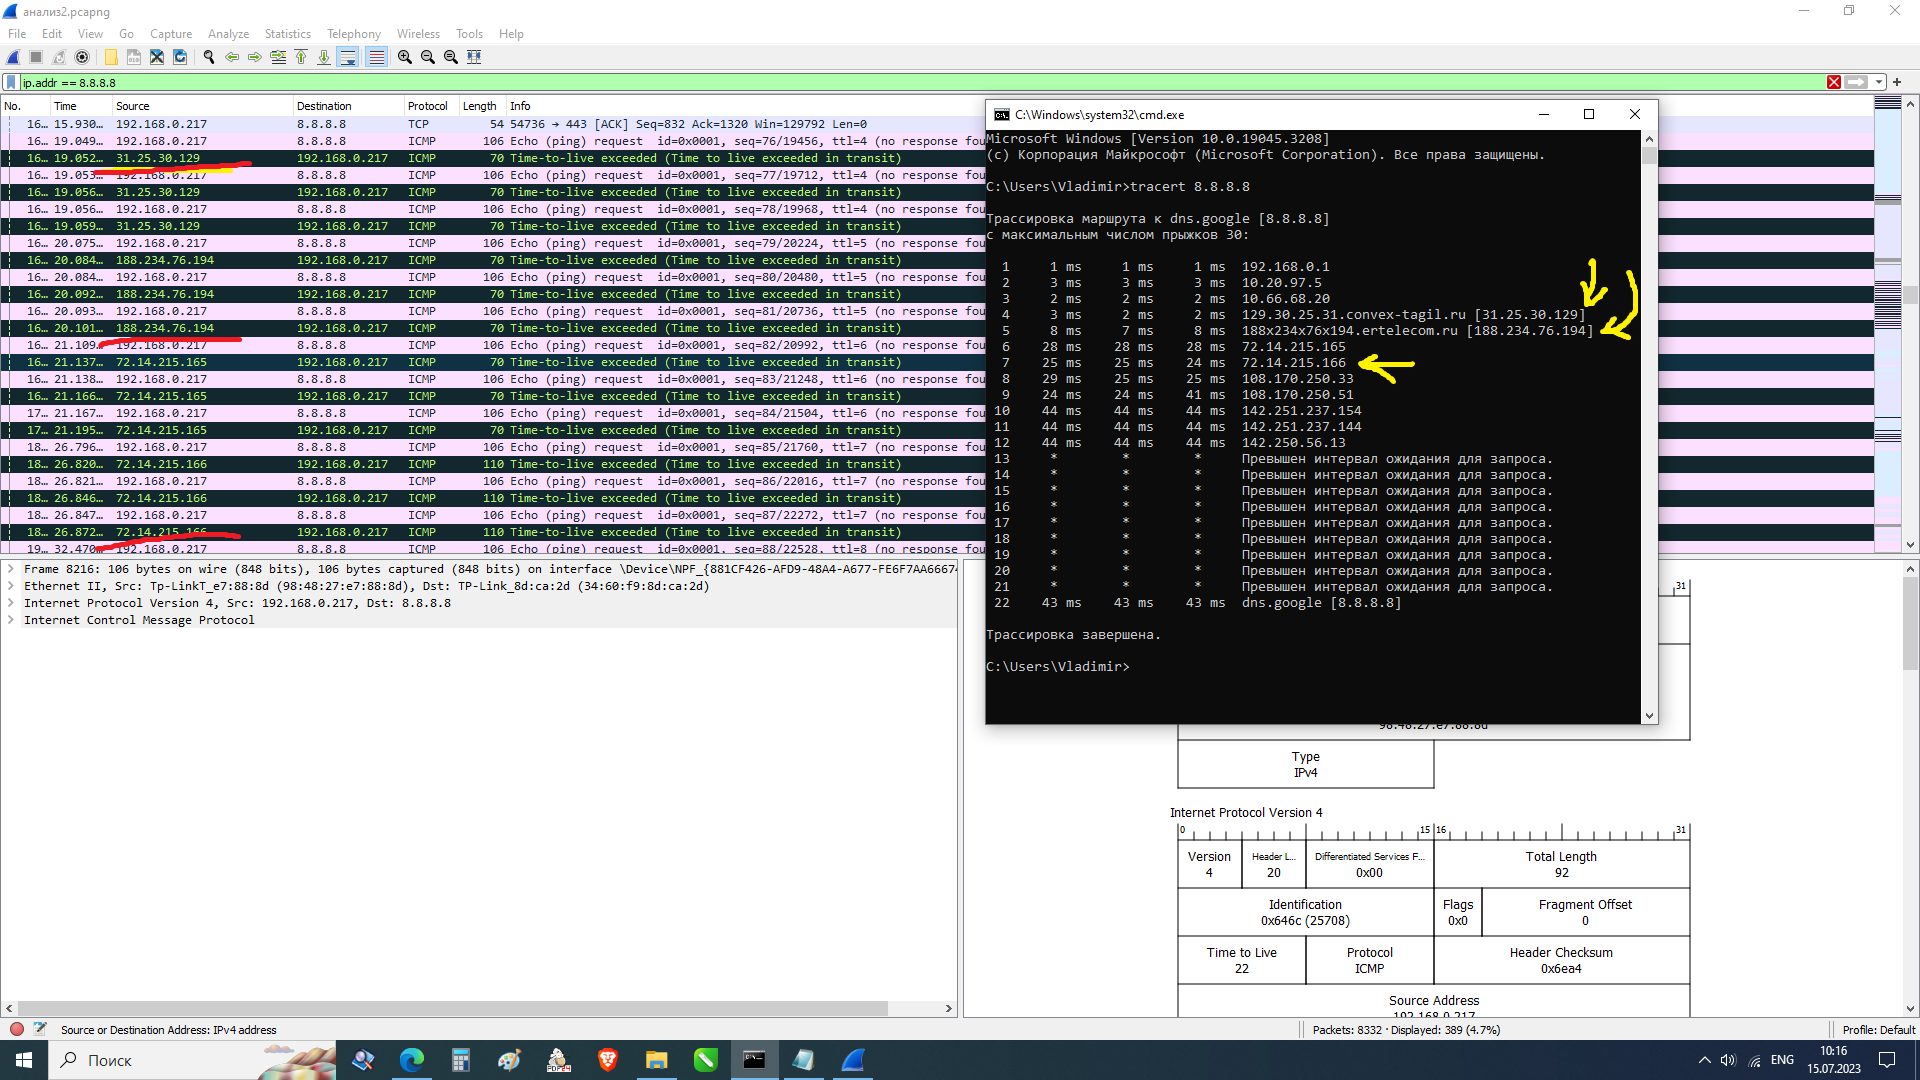 анализ2.pcapng
File Edit View Go Capture Analyze Statistics Telephony Wireless Tools Help
ip.addr == 8.8.8.8
No. Time Source Destination Protocol Length Info
16… 15.930… 192.168.0.217 8.8.8.8 TCP 54 54736 → 443 [ACK] Seq=832 Ack=1320 Win=129792 Len=0
16… 19.049… 192.168.0.217 8.8.8.8 ICMP 106 Echo (ping) request id=0x0001, seq=76/19456, ttl=4 (no respons foun
16… 19.052… 31.25.30.129 192.168.0.217 ICMP 70 Time-to-live exceeded (Time to live exceeded in transit)
16… 19.053… 192.168.0.217 8.8.8.8 ICMP 106 Echo (ping) request id=0x0001, seq=77/19712, ttl=4 (no response fou
16… 19.056… 31.25.30.129 192.168.0.217 ICMP 70 Time-to-live exceeded (Time to live exceeded in transit)
16… 19.056… 192.168.0.217 8.8.8.8 ICMP 106 Echo (ping) request id=0x0001, seq=78/19968, ttl=4 (no response fou
16… 19.059… 31.25.30.129 192.168.0.217 ICMP 70 Time-to-live exceeded (Time to live exceeded in transit)
16… 20.075… 192.168.0.217 8.8.8.8 ICMP 106 Echo (ping) request id=0x0001, seq=79/20224, ttl=5 (no response fou
16… 20.084… 188.234.76.194 192.168.0.217 ICMP 70 Time-to-live exceeded (Time to live exceeded in transit)
16… 20.084… 192.168.0.217 8.8.8.8 ICMP 106 Echo (ping) request id=0x0001, seq=80/20480, ttl=5 (no response fou
16… 20.092… 188.234.76.194 192.168.0.217 ICMP 70 Time-to-live exceeded (Time to live exceeded in transit)
16… 20.093… 192.168.0.217 8.8.8.8 ICMP 106 Echo (ping) request id=0x0001, seq=81/20736, ttl=5 (no response fou
16… 20.101… 188.234.76.194 192.168.0.217 ICMP 70 Time-to-live exceeded (Time to live exceeded in transit)
16… 21.109… 192.168.0.217 8.8.8.8 ICMP 106 Echo (ping) request id=0x0001, seq=82/20992, ttl=6 (no response fou
16… 21.137… 72.14.215.165 192.168.0.217 ICMP 70 Time-to-live exceeded (Time to live exceeded in transit)
16… 21.138… 192.168.0.217 8.8.8.8 ICMP 106 Echo (ping) request id=0x0001, seq=83/21248, ttl=6 (no response fou
16… 21.166… 72.14.215.165 192.168.0.217 ICMP 70 Time-to-live exceeded (Time to live exceeded in transit)
17… 21.167… 192.168.0.217 8.8.8.8 ICMP 106 Echo (ping) request id=0x0001, seq=84/21504, ttl=6 (no response fou
17… 21.195… 72.14.215.165 192.168.0.217 ICMP 70 Time-to-live exceeded (Time to live exceeded in transit)
18… 26.796… 192.168.0.217 8.8.8.8 ICMP 106 Echo (ping) request id=0x0001, seq=85/21760, ttl=7 (no response fou
18… 26.820… 72.14.215.166 192.168.0.217 ICMP 110 Time-to-live exceeded (Time to live exceeded in transit)
18… 26.821… 192.168.0.217 8.8.8.8 ICMP 106 Echo (ping) request id=0x0001, seq=86/22016, ttl=7 (no response fou
18… 26.846… 72.14.215.166 192.168.0.217 ICMP 110 Time-to-live exceeded (Time to live exceeded in transit)
18… 26.847… 192.168.0.217 8.8.8.8 ICMP 106 Echo (ping) request id=0x0001, seq=87/22272, ttl=7 (no response fou
18… 26.872… 72.14.215.166 192.168.0.217 ICMP 110 Time-to-live exceeded (Time to live exceeded in transit)
19… 32.470… 192.168.0.217 8.8.8.8 ICMP 106 Echo (ping) request id=0x0001, seq=88/22528, ttl=8 (no response fou
Frame 8216: 106 bytes on wire (848 bits), 106 bytes captured (848 bits) on interface \Device\NPF_{881CF426-AFD9-48A4-A677-FE6F7AA66674
Ethernet II, Src: Tp-LinkT_e7:88:8d (98:48:27:e7:88:8d), Dst: TP-Link_8d:ca:2d (34:60:f9:8d:ca:2d)
Internet Protocol Version 4, Src: 192.168.0.217, Dst: 8.8.8.8
Internet Control Message Protocol
C:\Windows\system32\cmd.exe
Microsoft Windows [Version 10.0.19045.3208]
(c) Корпорация Майкрософт (Microsoft Corporation). Все права защищены.
C:\Users\Vladimir>tracert 8.8.8.8
Трассировка маршрута к dns.google [8.8.8.8]
с максимальным числом прыжков 30:
1 1 ms 1 ms 1 ms 192.168.0.1
2 3 ms 3 ms 3 ms 10.20.97.5
3 2 ms 2 ms 2 ms 10.66.68.20
4 3 ms 2 ms 2 ms 129.30.25.31.convex-tagil.ru [31.25.30.129]
5 8 ms 7 ms 8 ms 188x234x76x194.ertelecom.ru [188.234.76.194]
6 28 ms 28 ms 28 ms 72.14.215.165
7 25 ms 25 ms 24 ms 72.14.215.166
8 29 ms 25 ms 25 ms 108.170.250.33
9 24 ms 24 ms 41 ms 108.170.250.51
10 44 ms 44 ms 44 ms 142.251.237.154
11 44 ms 44 ms 44 ms 142.251.237.144
12 44 ms 44 ms 44 ms 142.250.56.13
13 * * * Превышен интервал ожидания для запроса.
14 * * * Превышен интервал ожидания для запроса.
15 * * * Превышен интервал ожидания для запроса.
16 * * * Превышен интервал ожидания для запроса.
17 * * * Превышен интервал ожидания для запроса.
18 * * * Превышен интервал ожидания для запроса.
19 * * * Превышен интервал ожидания для запроса.
20 * * * Превышен интервал ожидания для запроса.
21 * * * Превышен интервал ожидания для запроса.
22 43 ms 43 ms 43 ms dns.google [8.8.8.8]
Трассировка завершена.
C:\Users\Vladimir>
31
98:48:27:e7:88:8d
Type
IPv4
Internet Protocol Version 4
0 15 16 31
Version Header L… Differentiated Services F… Total Length
4 20 0x00 92
Identification Flags Fragment Offset
0x646c (25708) 0x0 0
Time to Live Protocol Header Checksum
22 ICMP 0x6ea4
Source Address
192.168.0.217
Source or Destination Address: IPv4 address
Packets: 8332 · Displayed: 389 (4.7%)
Profile: Default
Поиск
ENG
10:16
15.07.2023